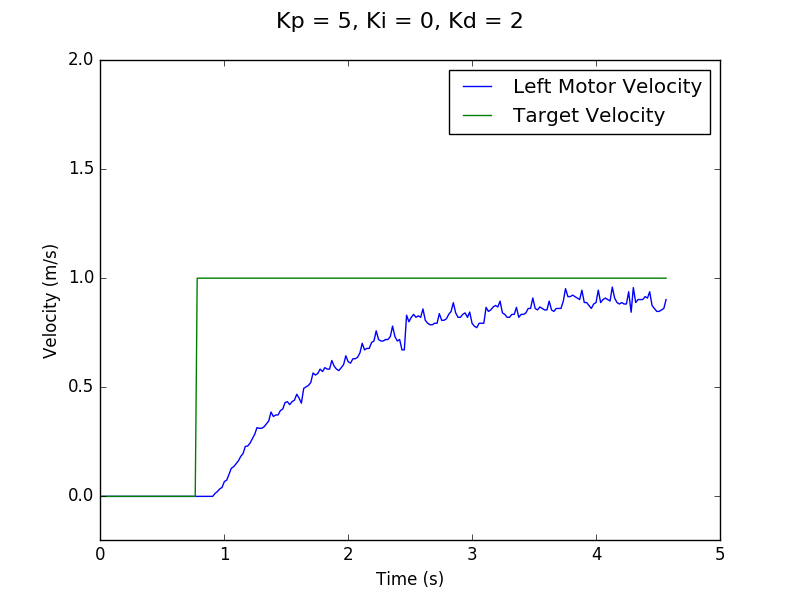 Kp = 5, Ki = 0, Kd = 2
Left Motor Velocity
Target Velocity
2.0
1.5
1.0
0.5
0.0
Velocity (m/s)
0 1 2 3 4 5
Time (s)